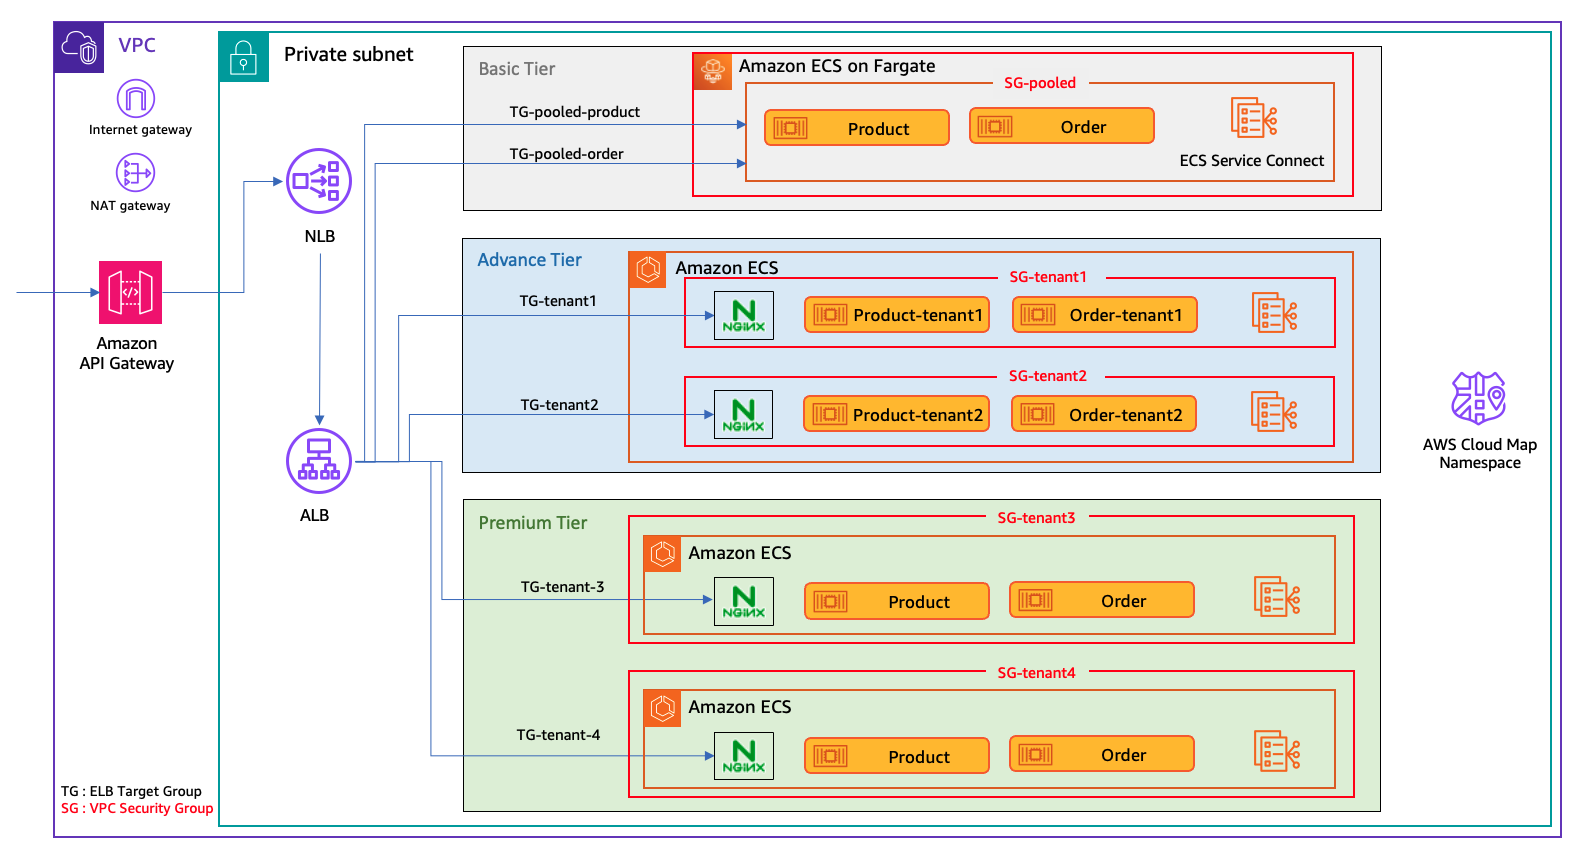 VPC
Internet gateway
NAT gateway
Amazon
API Gateway
TG : ELB Target Group
SG : VPC Security Group
Private subnet
NLB
ALB
Basic Tier
TG-pooled-product
TG-pooled-order
Amazon ECS on Fargate
SG-pooled
Product
Order
ECS Service Connect
Advance Tier
Amazon ECS
SG-tenant1
TG-tenant1
NGINX
Product-tenant1
Order-tenant1
SG-tenant2
TG-tenant2
NGINX
Product-tenant2
Order-tenant2
Premium Tier
SG-tenant3
Amazon ECS
TG-tenant-3
NGINX
Product
Order
SG-tenant4
Amazon ECS
TG-tenant-4
NGINX
Product
Order
AWS Cloud Map
Namespace